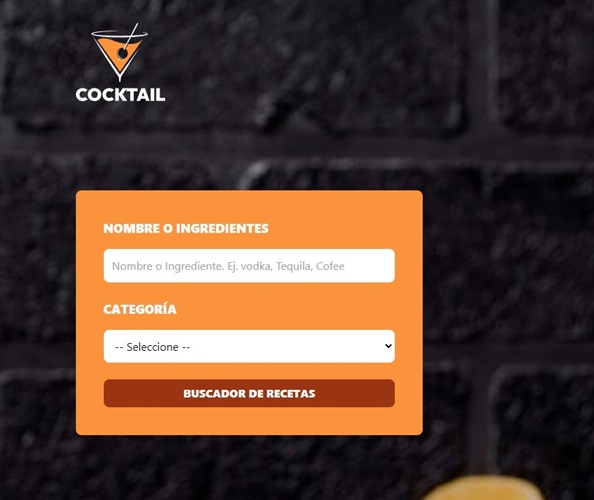 COCKTAIL
NOMBRE O INGREDIENTES
Nombre o Ingrediente. Ej. vodka, Tequila, Cofee
CATEGORÍA
-- Seleccione --
BUSCADOR DE RECETAS